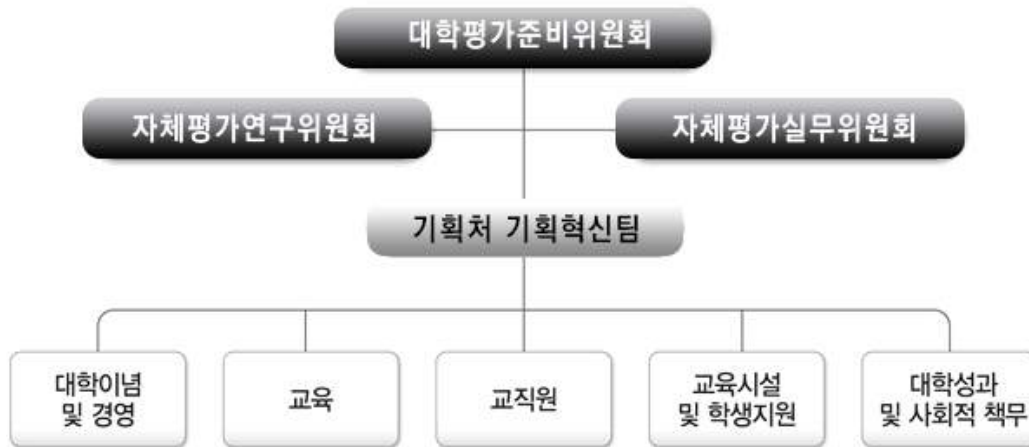 대학평가준비위원회
자체평가연구위원회
자체평가실무위원회
기획처 기획혁신팀
대학이념
및 경영
교육
교직원
교육시설
및 학생지원
대학성과
및 사회적 책무